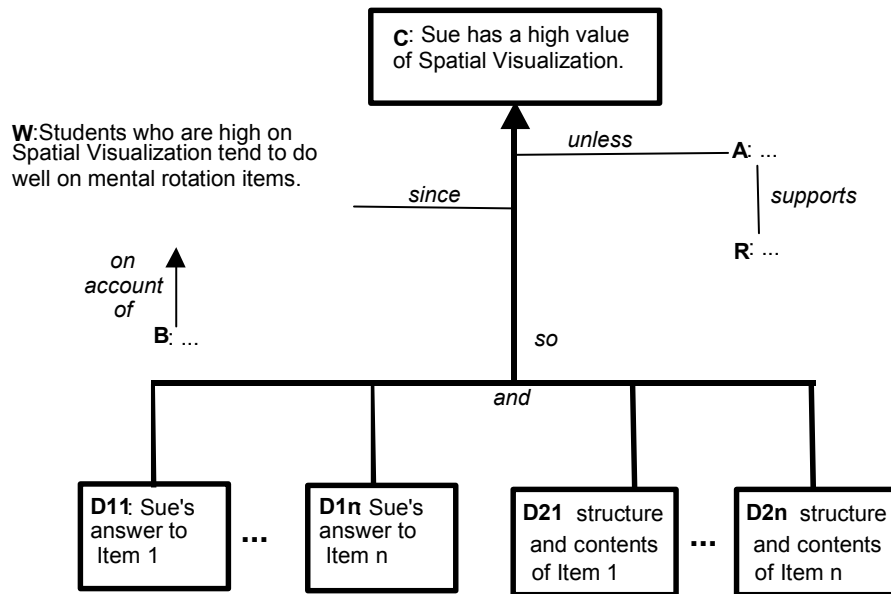 C: Sue has a high value
of Spatial Visualization.
W:Students who are high on
Spatial Visualization tend to do
well on mental rotation items.
unless
A: ...
since
supports
R: ...
on
account
of
B: ...
so
and
D11: Sue's
answer to
Item 1
...
D1n: Sue's
answer to
Item n
D21 structure
and contents
of Item 1
...
D2n structure
and contents
of Item n